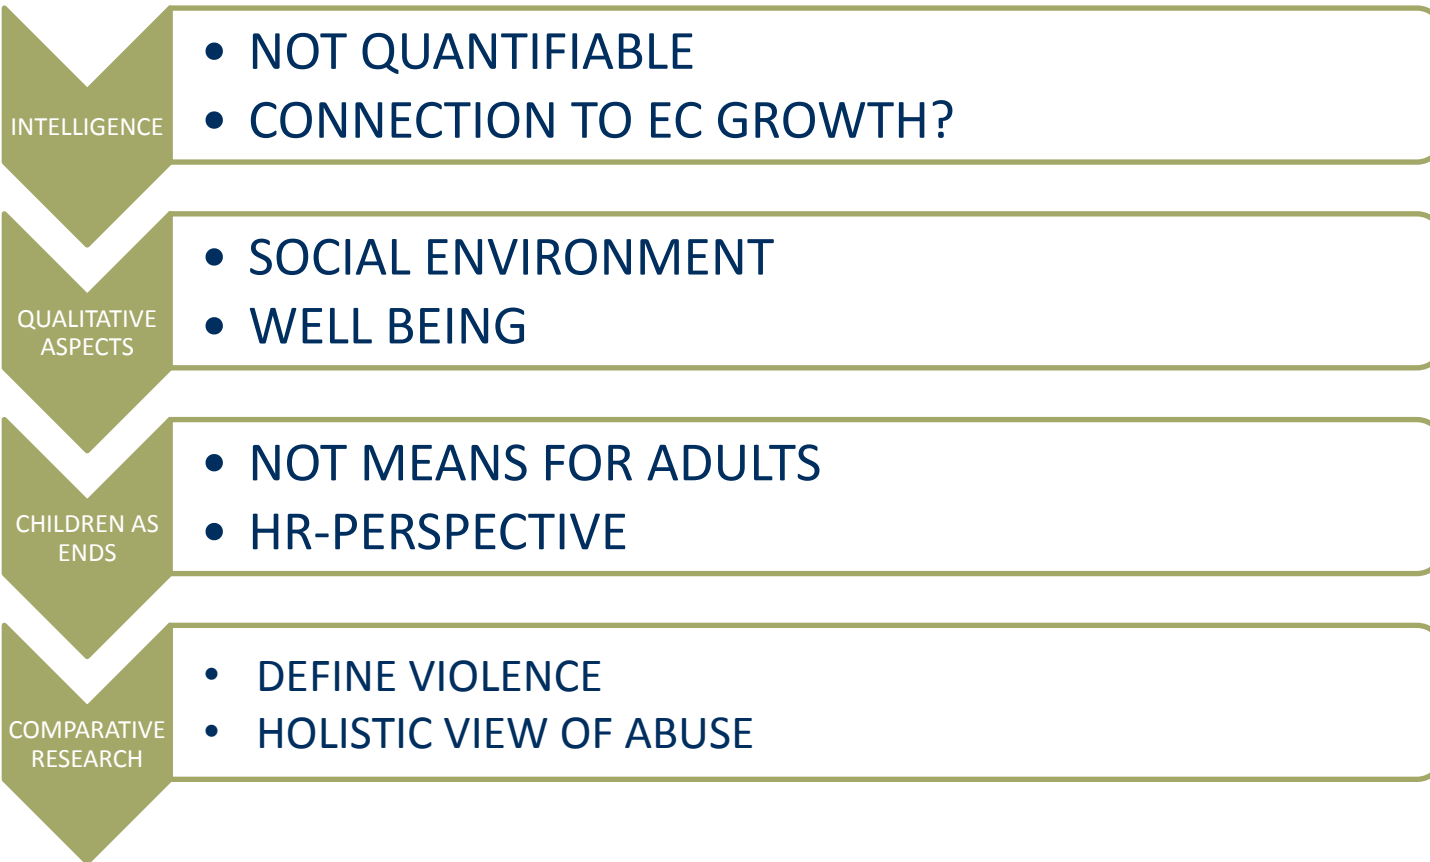 INTELLIGENCE
• NOT QUANTIFIABLE
• CONNECTION TO EC GROWTH?
QUALITATIVE
ASPECTS
• SOCIAL ENVIRONMENT
• WELL BEING
CHILDREN AS
ENDS
• NOT MEANS FOR ADULTS
• HR-PERSPECTIVE
COMPARATIVE
RESEARCH
• DEFINE VIOLENCE
• HOLISTIC VIEW OF ABUSE